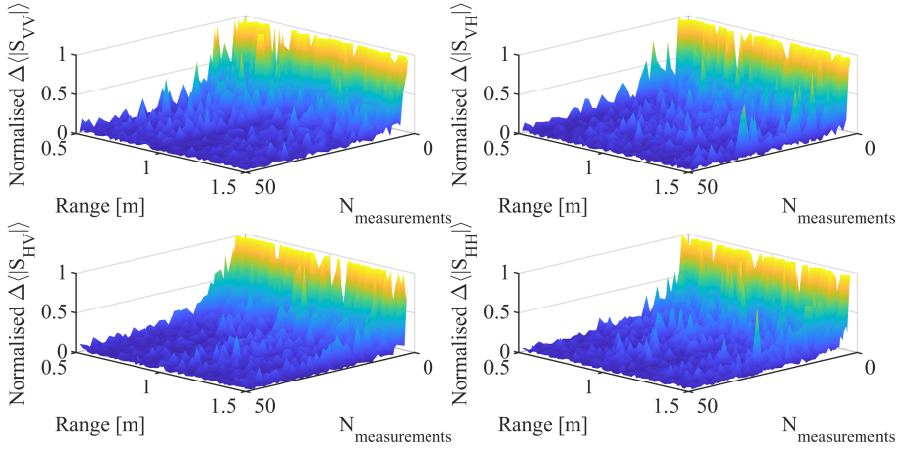 Normalised Δ⟨|S_VV|⟩
1
0.5
0
0.5
1
1.5
50
0
Range [m]
N_measurements
Normalised Δ⟨|S_VH|⟩
1
0.5
0
0.5
1
1.5
50
0
Range [m]
N_measurements
Normalised Δ⟨|S_HV|⟩
1
0.5
0
0.5
1
1.5
50
0
Range [m]
N_measurements
Normalised Δ⟨|S_HH|⟩
1
0.5
0
0.5
1
1.5
50
0
Range [m]
N_measurements